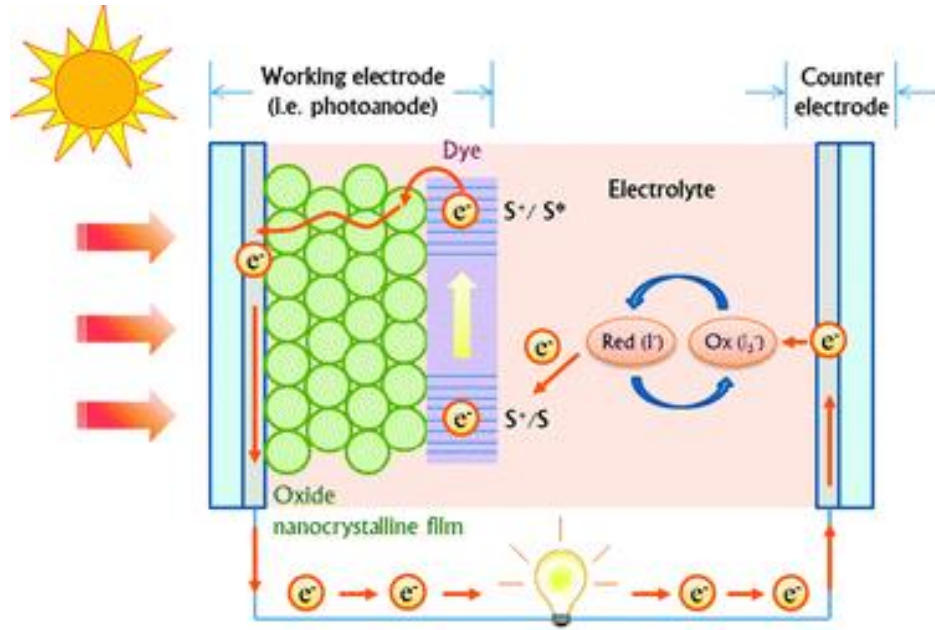 Working electrode
(i.e. photoanode)
Counter
electrode
Dye
Electrolyte
e⁻
S⁺/ S*
e⁻
e⁻
Red (I⁻)
Ox (I₃⁻)
e⁻
e⁻
S⁺/S
Oxide
nanocrystalline film
e⁻
e⁻
e⁻
e⁻